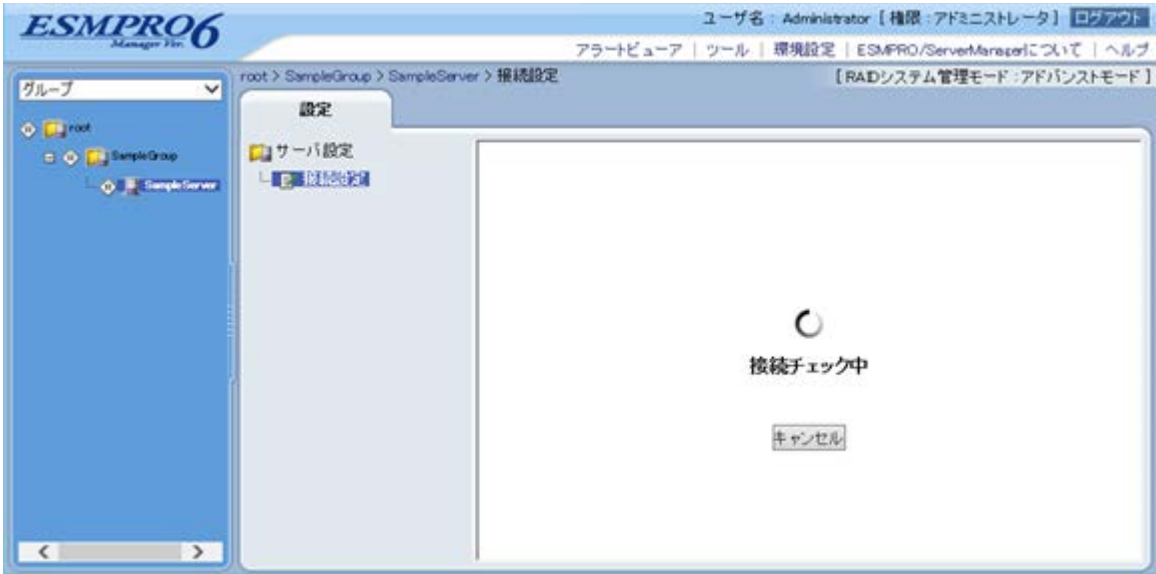 ESMPRO6
Manager Ver.
ユーザ名 : Administrator [ 権限 : アドミニストレータ ] ログアウト
アラートビューア | ツール | 環境設定 | ESMPRO/ServerManagerについて | ヘルプ
グループ
root
SampleGroup
SampleServer
root > SampleGroup > SampleServer > 接続設定
[ RAIDシステム管理モード : アドバンストモード ]
設定
サーバ設定
接続設定
接続チェック中
キャンセル